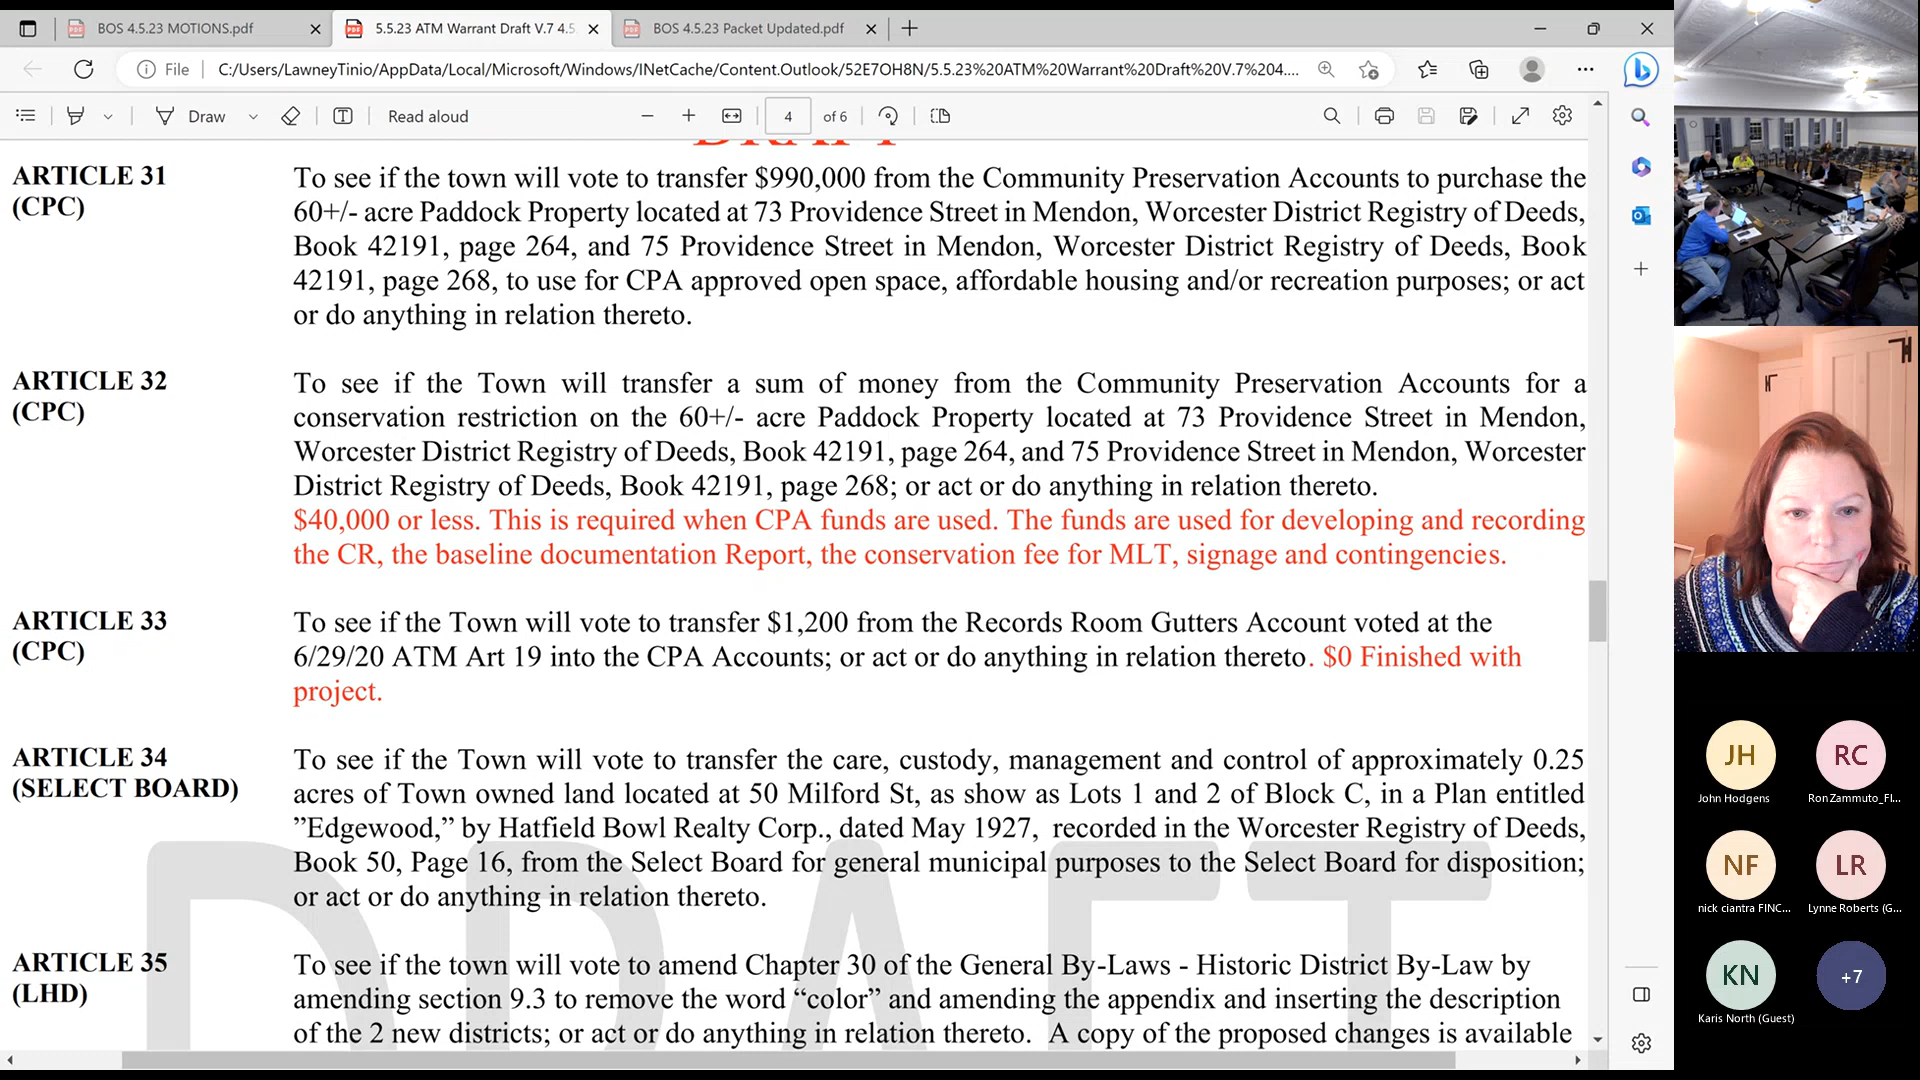 BOS 4.5.23 MOTIONS.pdf
5.5.23 ATM Warrant Draft V.7 4.5
BOS 4.5.23 Packet Updated.pdf
File
C:/Users/LawneyTinio/AppData/Local/Microsoft/Windows/INetCache/Content.Outlook/52E7OH8N/5.5.23%20ATM%20Warrant%20Draft%20V.7%204....
Draw
Read aloud
4 of 6
DRAFT
ARTICLE 31
(CPC)
To see if the town will vote to transfer $990,000 from the Community Preservation Accounts to purchase the
60+/- acre Paddock Property located at 73 Providence Street in Mendon, Worcester District Registry of Deeds,
Book 42191, page 264, and 75 Providence Street in Mendon, Worcester District Registry of Deeds, Book
42191, page 268, to use for CPA approved open space, affordable housing and/or recreation purposes; or act
or do anything in relation thereto.
ARTICLE 32
(CPC)
To see if the Town will transfer a sum of money from the Community Preservation Accounts for a
conservation restriction on the 60+/- acre Paddock Property located at 73 Providence Street in Mendon,
Worcester District Registry of Deeds, Book 42191, page 264, and 75 Providence Street in Mendon, Worcester
District Registry of Deeds, Book 42191, page 268; or act or do anything in relation thereto.
$40,000 or less. This is required when CPA funds are used. The funds are used for developing and recording
the CR, the baseline documentation Report, the conservation fee for MLT, signage and contingencies.
ARTICLE 33
(CPC)
To see if the Town will vote to transfer $1,200 from the Records Room Gutters Account voted at the
6/29/20 ATM Art 19 into the CPA Accounts; or act or do anything in relation thereto. $0 Finished with
project.
ARTICLE 34
(SELECT BOARD)
To see if the Town will vote to transfer the care, custody, management and control of approximately 0.25
acres of Town owned land located at 50 Milford St, as show as Lots 1 and 2 of Block C, in a Plan entitled
”Edgewood,” by Hatfield Bowl Realty Corp., dated May 1927, recorded in the Worcester Registry of Deeds,
Book 50, Page 16, from the Select Board for general municipal purposes to the Select Board for disposition;
or act or do anything in relation thereto.
ARTICLE 35
(LHD)
To see if the town will vote to amend Chapter 30 of the General By-Laws - Historic District By-Law by
amending section 9.3 to remove the word “color” and amending the appendix and inserting the description
of the 2 new districts; or act or do anything in relation thereto. A copy of the proposed changes is available
DRAFT
JH
John Hodgens
RC
Ron Zammuto_FI...
NF
nick ciantra FINC...
LR
Lynne Roberts (G...
KN
Karis North (Guest)
+7